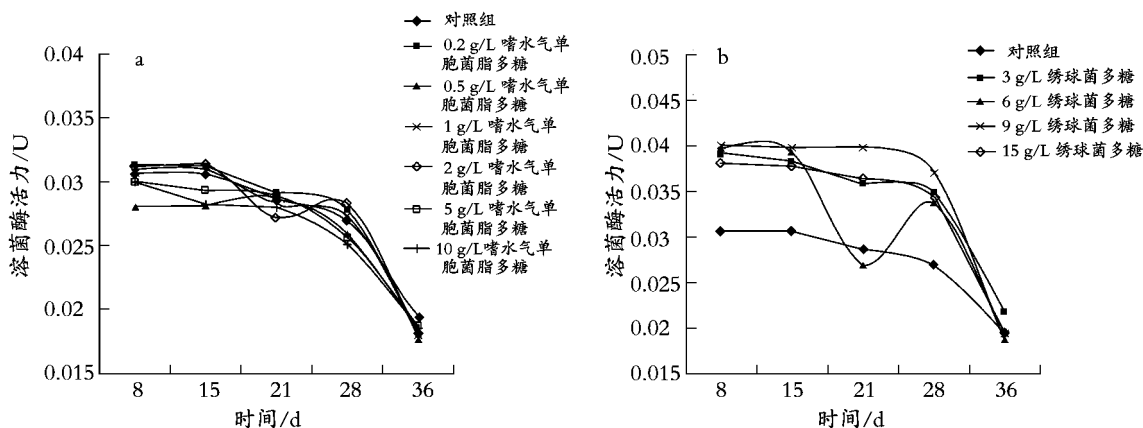 a
溶菌酶活力/U
0.04
0.035
0.03
0.025
0.02
0.015
8 15 21 28 36
时间/d
对照组
0.2 g/L 嗜水气单
胞菌脂多糖
0.5 g/L 嗜水气单
胞菌脂多糖
1 g/L 嗜水气单
胞菌脂多糖
2 g/L 嗜水气单
胞菌脂多糖
5 g/L 嗜水气单
胞菌脂多糖
10 g/L嗜水气单
胞菌脂多糖
b
溶菌酶活力/U
0.05
0.045
0.04
0.035
0.03
0.025
0.02
0.015
8 15 21 28 36
时间/d
对照组
3 g/L 绣球菌多糖
6 g/L 绣球菌多糖
9 g/L 绣球菌多糖
15 g/L 绣球菌多糖